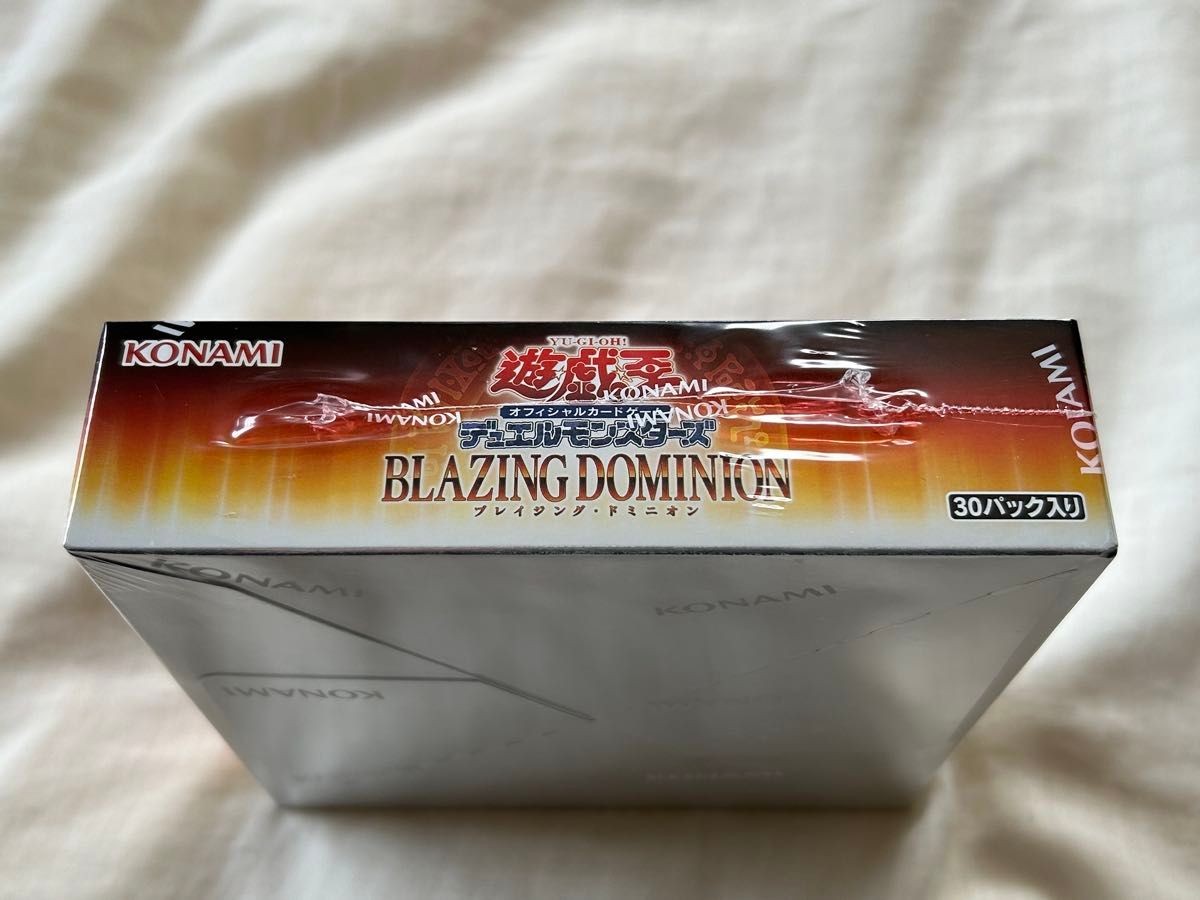 KONAMI
YU-GI-OH!
遊戯王
KONAMI
KONAMI
KONAMI
オフィシャルカードゲーム
デュエルモンスターズ
BLAZING DOMINION
ブレイジング・ドミニオン
30パック入り
KONAMI
KONAMI
KONAMI
KONAMI